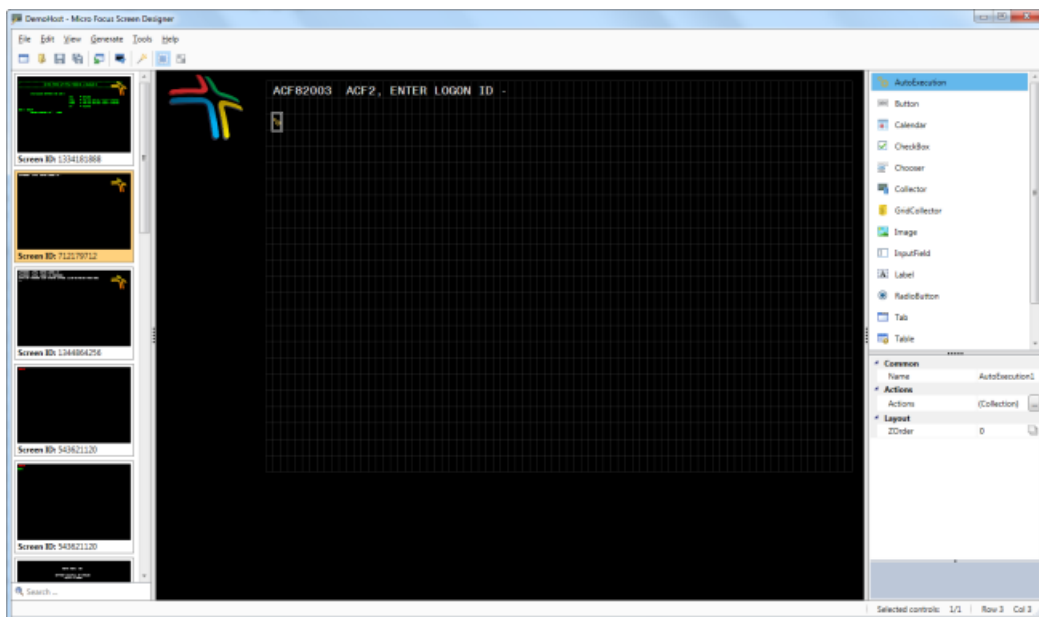 DemoHost - Micro Focus Screen Designer
File Edit View Generate Tools Help
Screen ID: 1334181888
Screen ID: 712179712
Screen ID: 1344864256
Screen ID: 543621120
Screen ID: 543621120
Search ...
ACF82003 ACF2, ENTER LOGON ID -
AutoExecution
Button
Calendar
CheckBox
Chooser
Collector
GridCollector
Image
InputField
Label
RadioButton
Tab
Table
Common
Name AutoExecution1
Actions
Actions (Collection) ...
Layout
ZOrder 0
Selected controls: 1/1 Row 3 Col 3